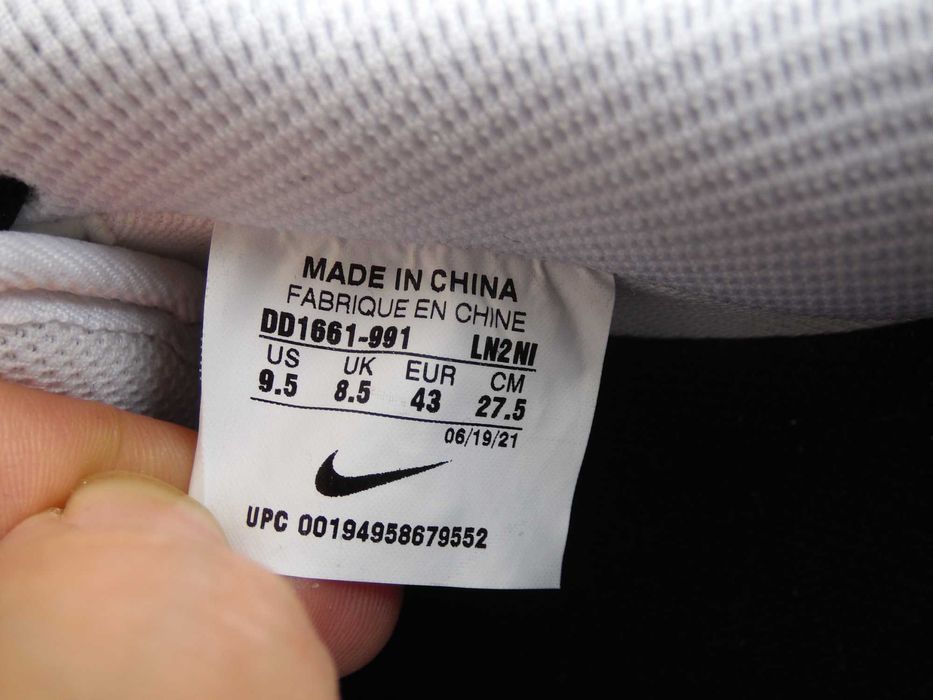 MADE IN CHINA
FABRIQUE EN CHINE
DD1661-991 LN2NI
US UK EUR CM
9.5 8.5 43 27.5
06/19/21
UPC 00194958679552